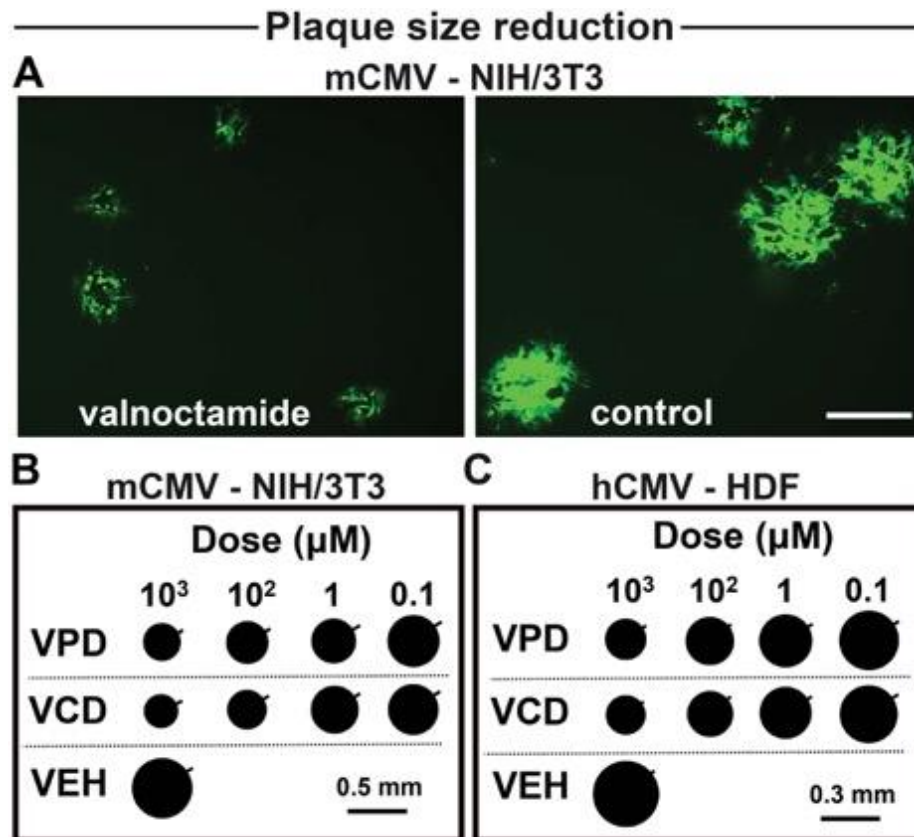 Plaque size reduction
A
mCMV - NIH/3T3
valnoctamide
control
B
mCMV - NIH/3T3
Dose (µM)
10³ 10² 1 0.1
VPD
VCD
VEH
0.5 mm
C
hCMV - HDF
Dose (µM)
10³ 10² 1 0.1
VPD
VCD
VEH
0.3 mm